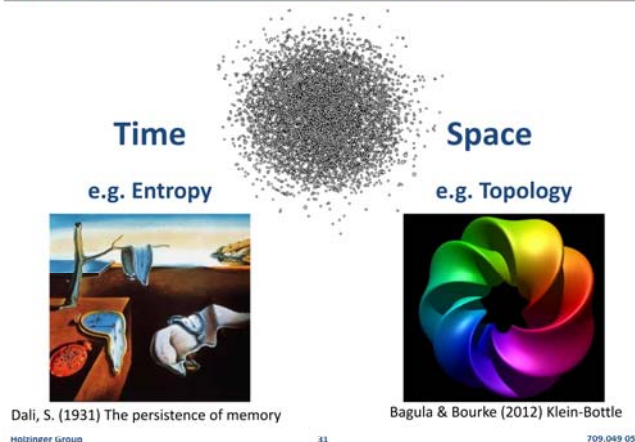 Time
Space
e.g. Entropy
e.g. Topology
Dali, S. (1931) The persistence of memory
Bagula & Bourke (2012) Klein-Bottle
Holzinger Group
31
709.049 05